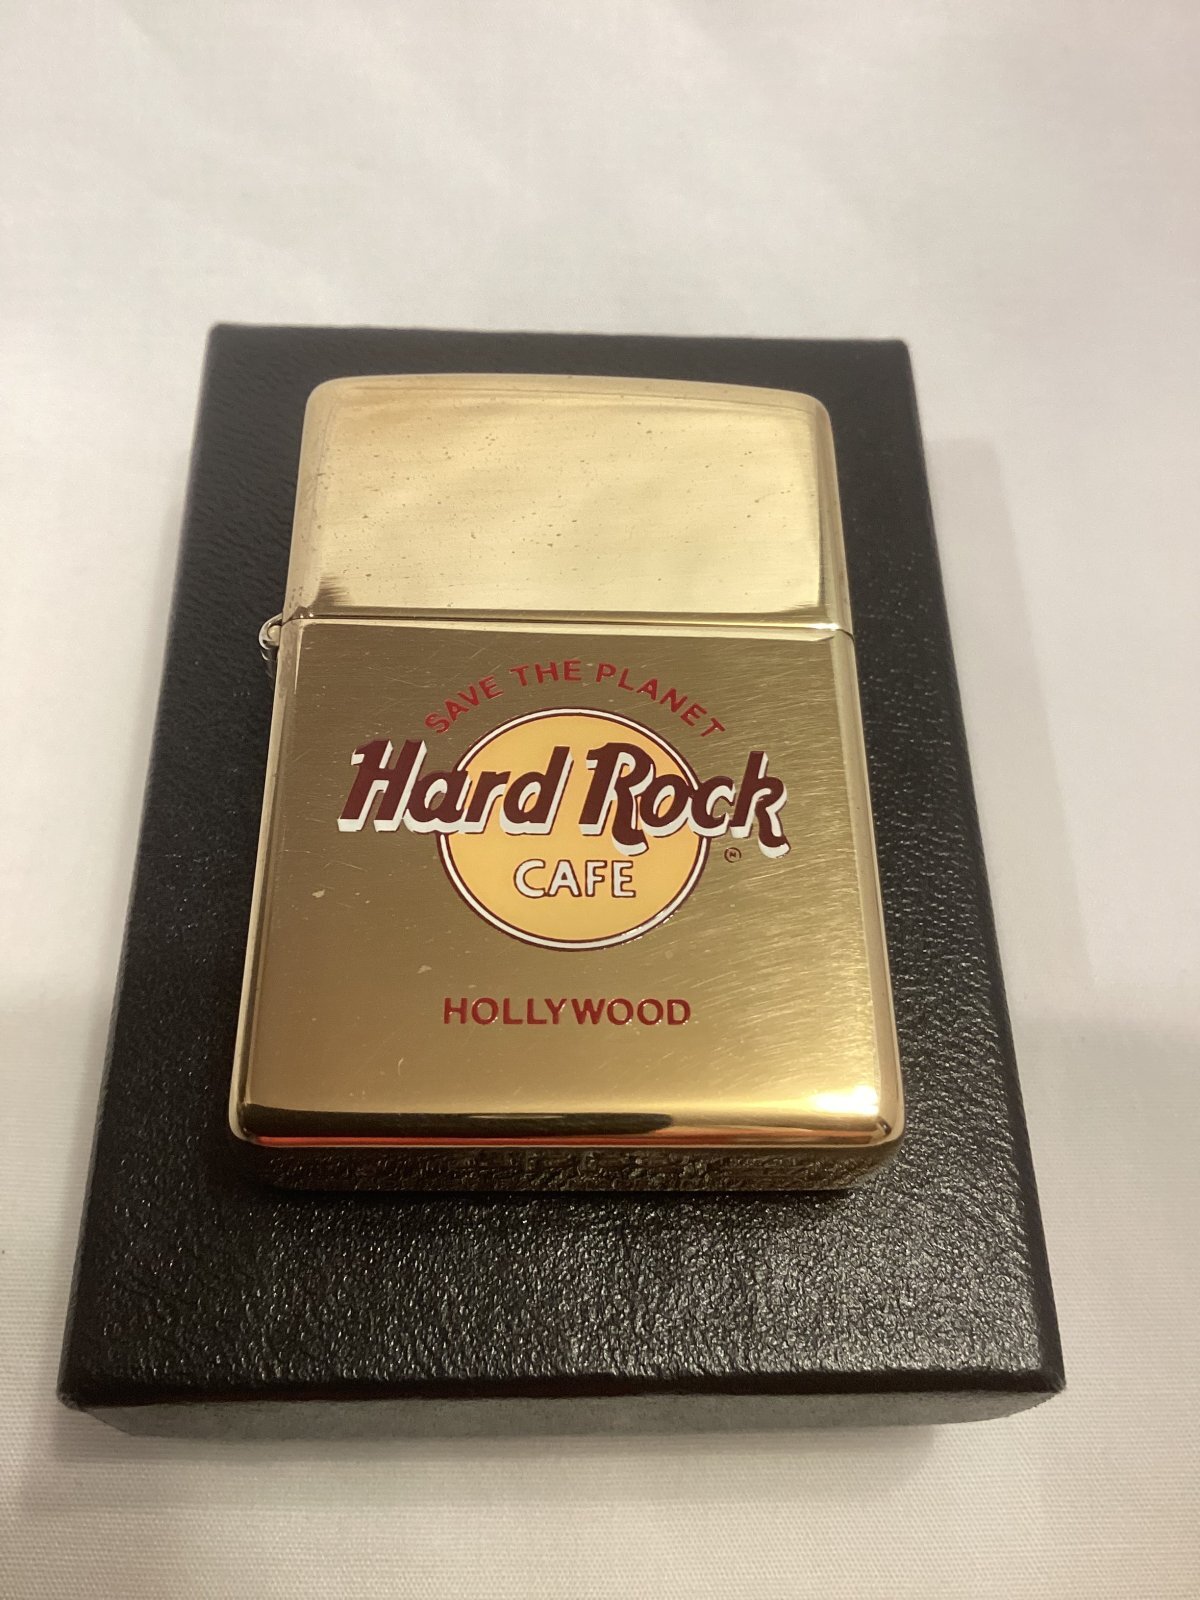 SAVE THE PLANET
Hard Rock
CAFE
HOLLYWOOD